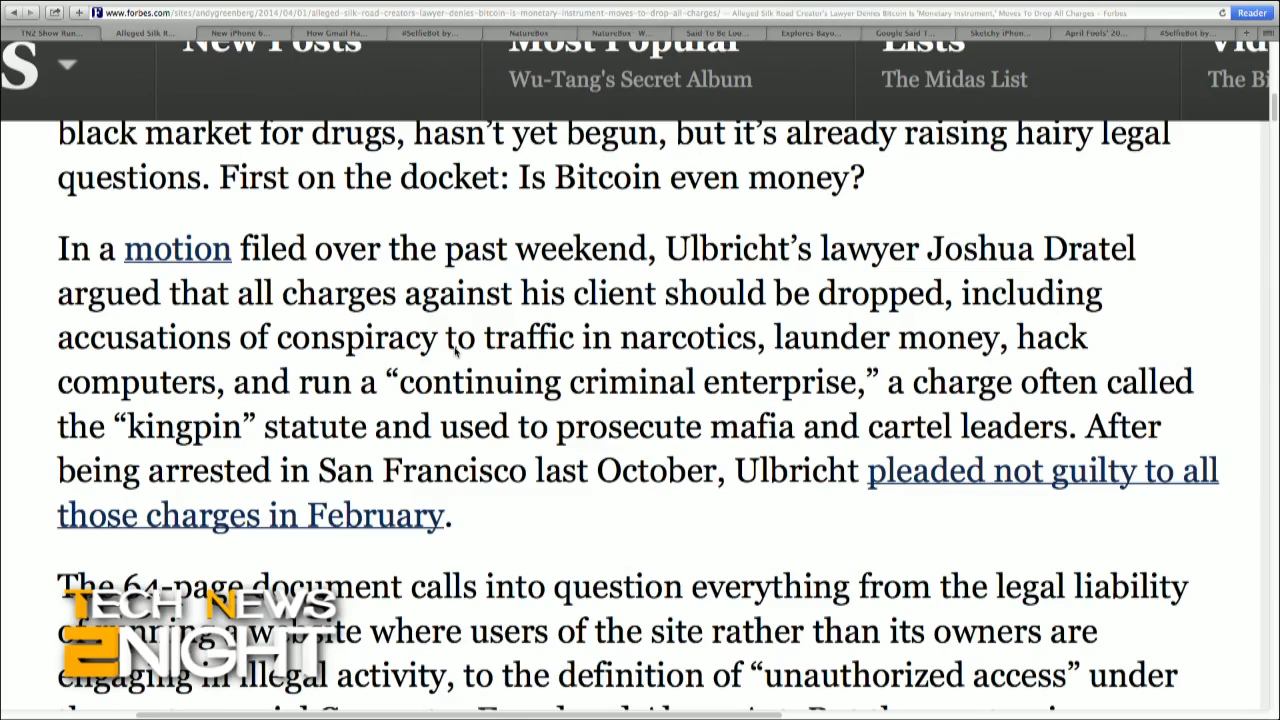 www.forbes.com/sites/andygreenberg/2014/04/01/alleged-silk-road-creators-lawyer-denies-bitcoin-is-monetary-instrument-moves-to-drop-all-charges/ — Alleged Silk Road Creator's Lawyer Denies Bitcoin Is 'Monetary Instrument,' Moves To Drop All Charges – Forbes
Reader
TN2 Show Run... Alleged Silk R... New iPhone 6... How Gmail Ha... #SelfieBot by... NatureBox NatureBox – W... Said To Be Lou... Explores Bayo... Google Said T... Sketchy iPhon... April Fools' 20... #SelfieBot by...
s New Posts Most Popular Lists Vid
Wu-Tang's Secret Album The Midas List The Bi
black market for drugs, hasn’t yet begun, but it’s already raising hairy legal
questions. First on the docket: Is Bitcoin even money?
In a motion filed over the past weekend, Ulbricht’s lawyer Joshua Dratel
argued that all charges against his client should be dropped, including
accusations of conspiracy to traffic in narcotics, launder money, hack
computers, and run a “continuing criminal enterprise,” a charge often called
the “kingpin” statute and used to prosecute mafia and cartel leaders. After
being arrested in San Francisco last October, Ulbricht pleaded not guilty to all
those charges in February.
The 64-page document calls into question everything from the legal liability
of running a website where users of the site rather than its owners are
engaging in illegal activity, to the definition of “unauthorized access” under
TECH NEWS
2NIGHT